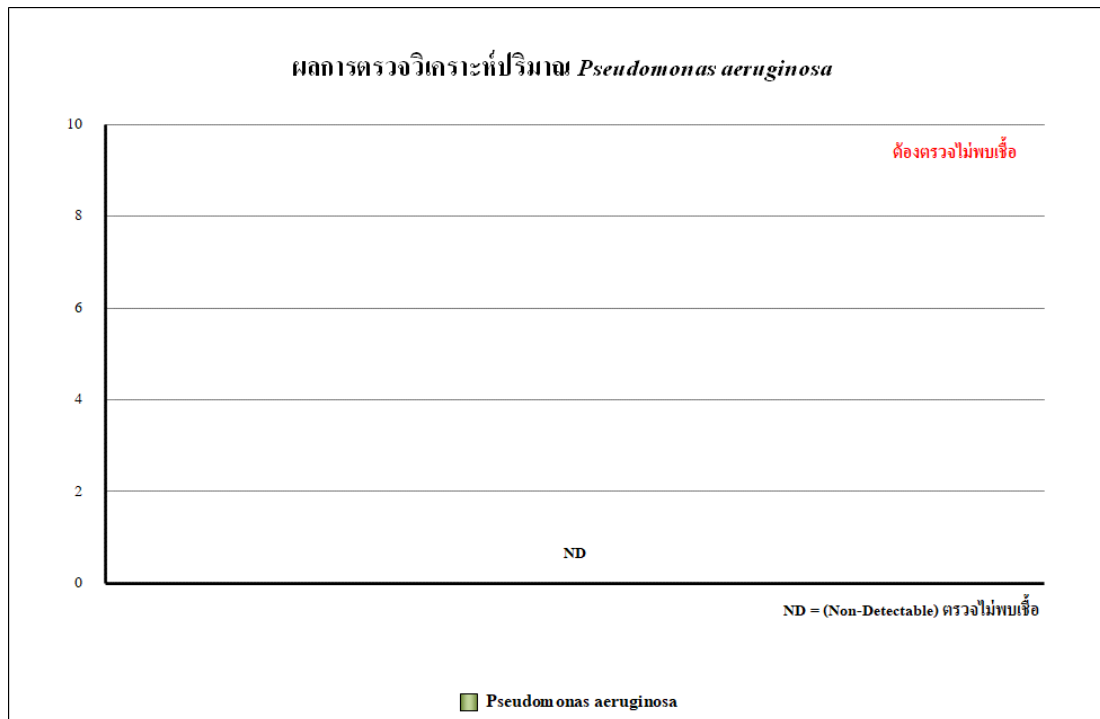 ผลการตรวจวิเคราะห์ปริมาณ Pseudomonas aeruginosa
10
ต้องตรวจไม่พบเชื้อ
8
6
4
2
ND
0
ND = (Non-Detectable) ตรวจไม่พบเชื้อ
Pseudomonas aeruginosa